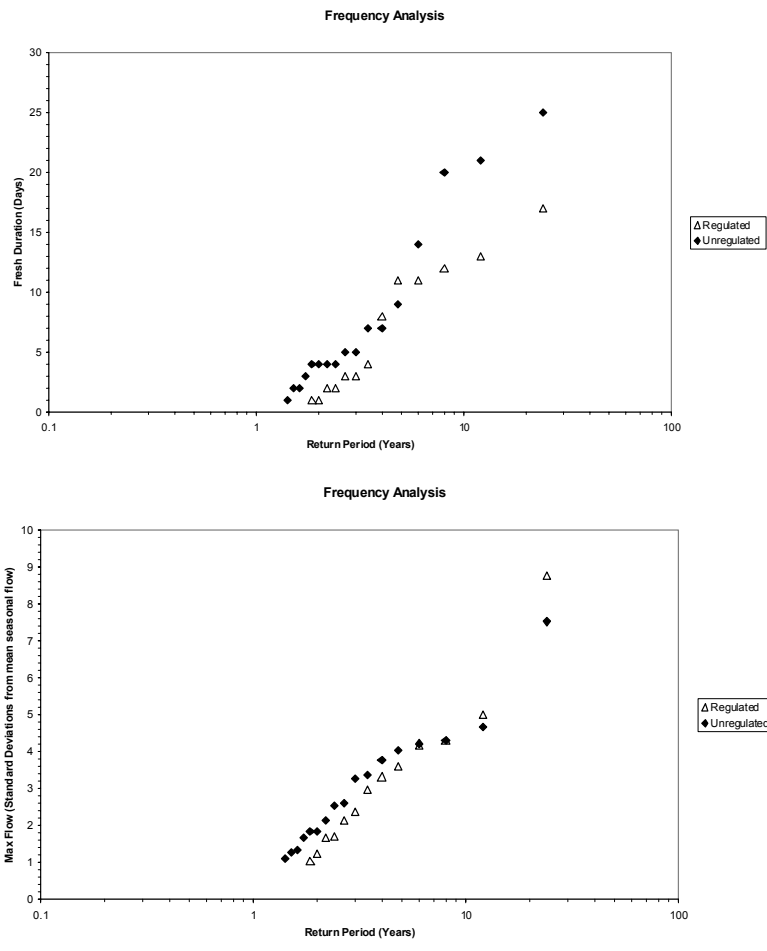 Frequency Analysis
30
25
20
15
10
5
0
0.1
1
10
100
Fresh Duration (Days)
Return Period (Years)
Regulated
Unregulated
Frequency Analysis
10
9
8
7
6
5
4
3
2
1
0
0.1
1
10
100
Max Flow (Standard Deviations from mean seasonal flow)
Return Period (Years)
Regulated
Unregulated